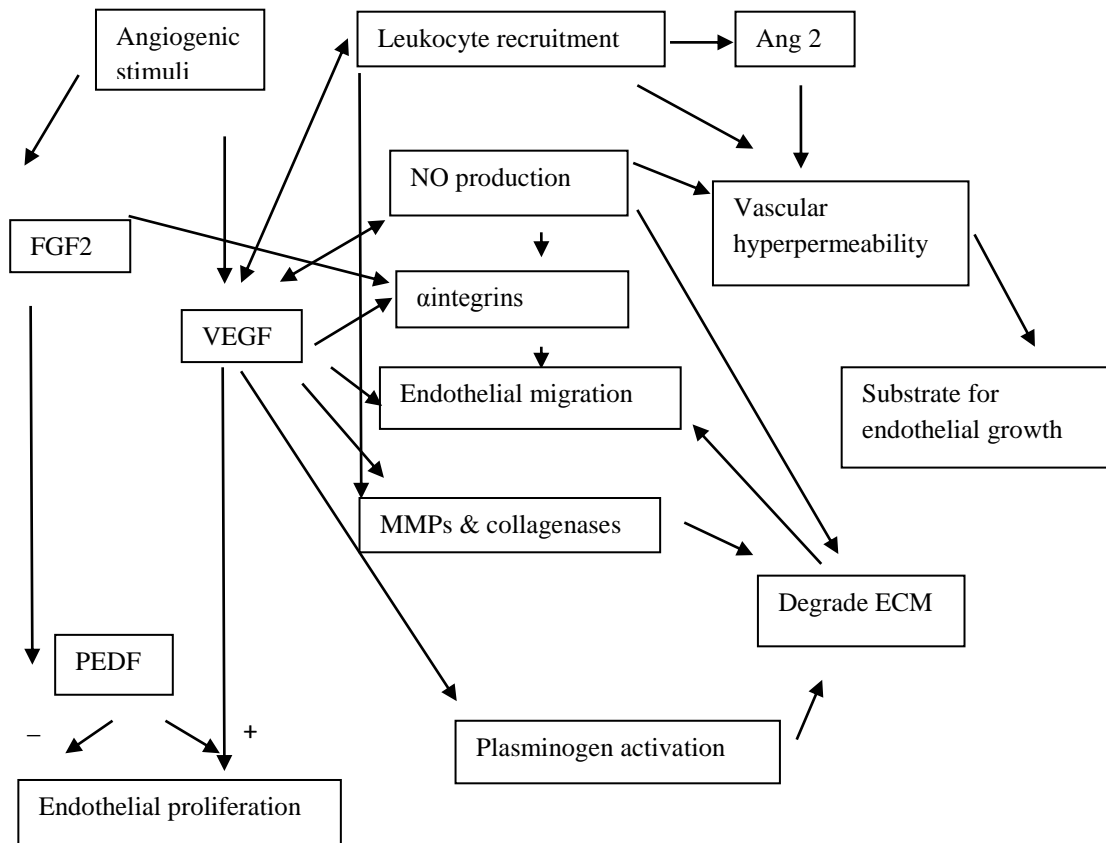 Angiogenic
stimuli
Leukocyte recruitment
Ang 2
NO production
Vascular
hyperpermeability
FGF2
αintegrins
VEGF
Endothelial migration
Substrate for
endothelial growth
MMPs & collagenases
Degrade ECM
PEDF
–
+
Plasminogen activation
Endothelial proliferation